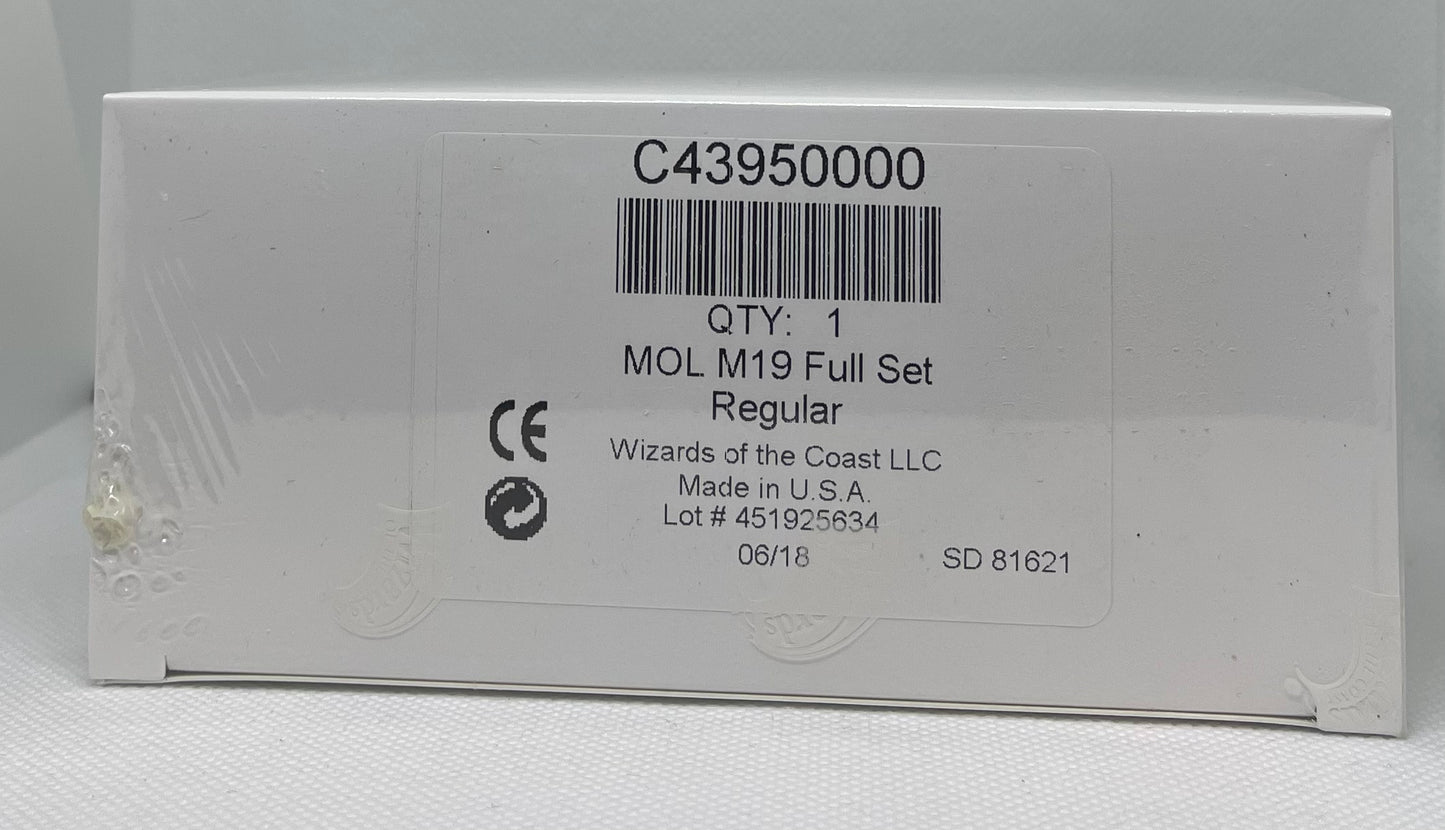 C43950000
QTY: 1
MOL M19 Full Set
Regular
CE
Wizards of the Coast LLC
Made in U.S.A.
Lot # 451925634
06/18
SD 81621